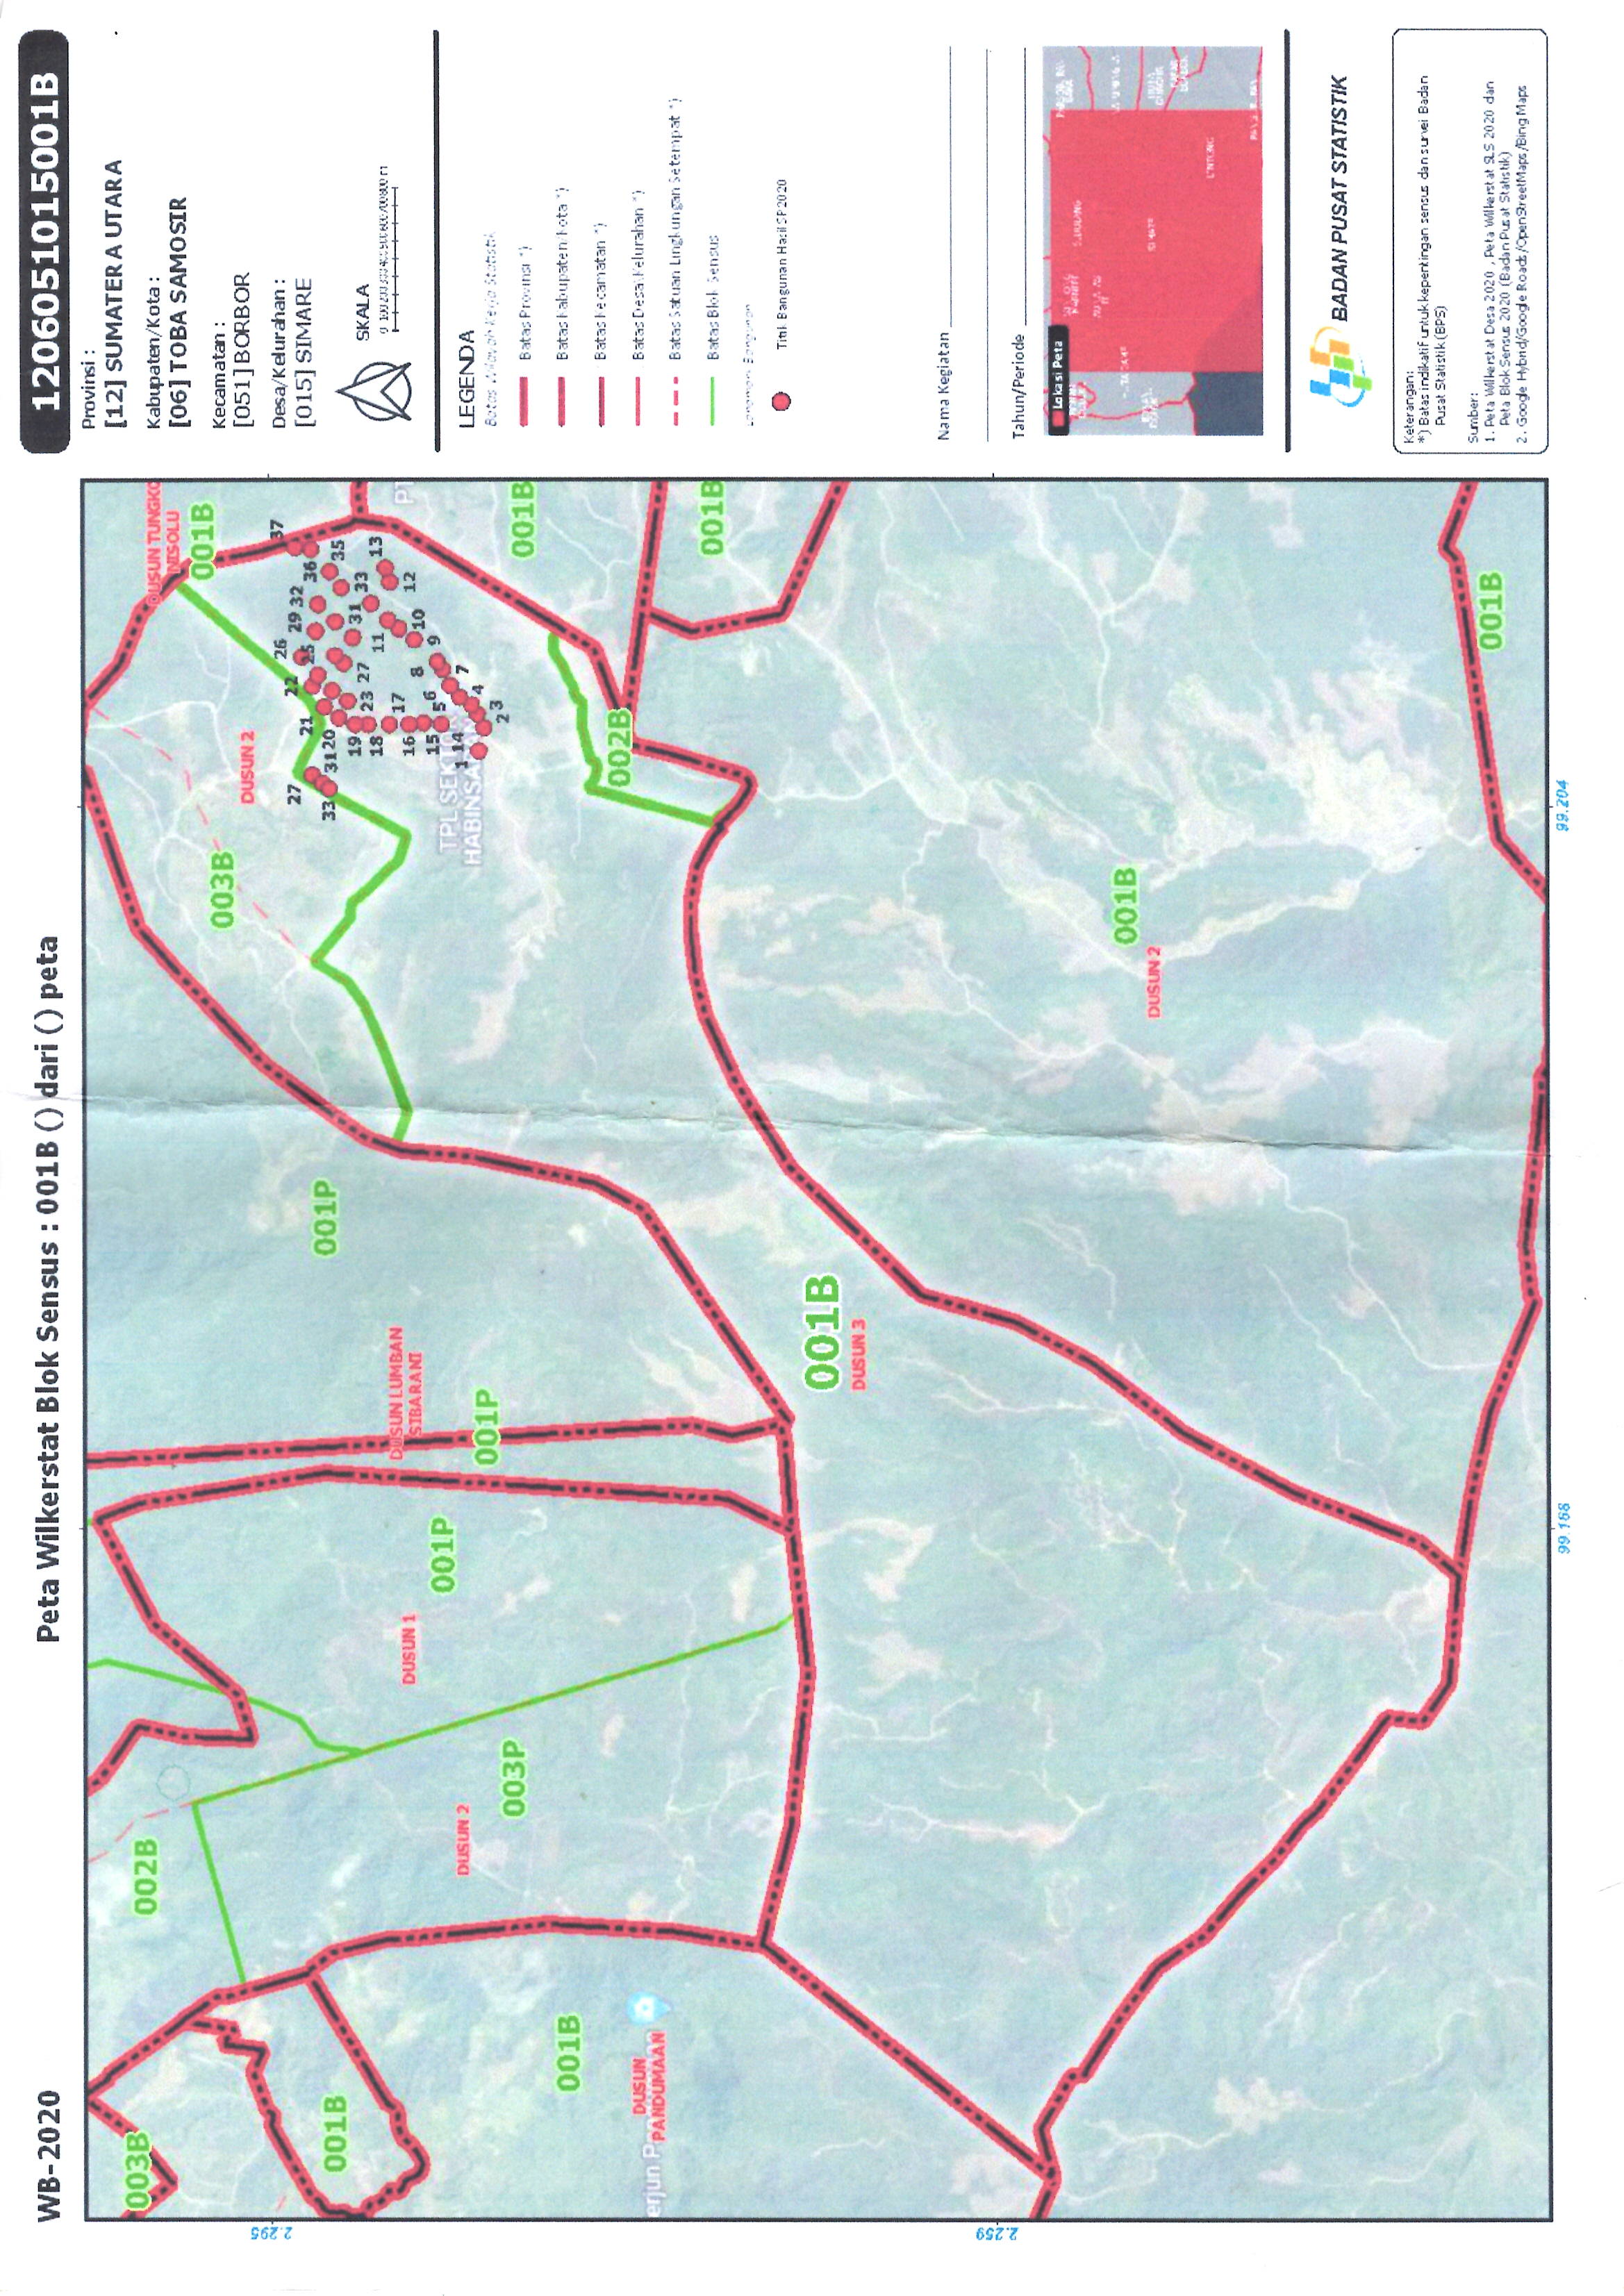 WB-2020
Peta Wilkerstat Blok Sensus : 001B () dari () peta
1206051015001B
Provinsi :
[12] SUMATERA UTARA
Kabupaten/Kota :
[06] TOBA SAMOSIR
Kecamatan :
[051] BORBOR
Desa/Kelurahan :
[015] SIMARE
SKALA
LEGENDA
Batas Wilayah Kerja Statistik
Batas Provinsi *)
Batas Kabupaten/Kota *)
Batas Kecamatan *)
Batas Desa/Kelurahan *)
Batas Satuan Lingkungan Setempat *)
Batas Blok Sensus
Landmark Bangunan
Titik Bangunan Hasil SP2020
Nama Kegiatan
Tahun/Periode
Lokasi Peta
SIMARE
LINTONG
BADAN PUSAT STATISTIK
Keterangan:
*) Batas indikatif untuk kepentingan sensus dan survei Badan
Pusat Statistik (BPS)
Sumber:
1. Peta Wilkerstat Desa 2020 , Peta Wilkerstat SLS 2020 dan
Peta Blok Sensus 2020 (Badan Pusat Statistik)
2. Google Hybrid/Google Roads/OpenStreetMaps/Bing Maps
003B
002B
DUSUN TUNGKO
NISOLU
001B
003B
DUSUN 2
2.295
001B
001P
26
37
27
22
25
29
32
36
21
33
31
20
35
19
23
27
31
33
18
11
13
17
16
12
10
8
15
5
6
9
1
14
7
4
2
3
DUSUN 1
DUSUN LUMBAN
SIBARANI
001P
DUSUN 2
TPL SEKTO
HABINSA
001P
003P
001B
PT
001B
DUSUN
PANDUMAAN
erjun
002B
001B
001B
DUSUN 3
2.259
001B
DUSUN 2
001B
99.168
99.204